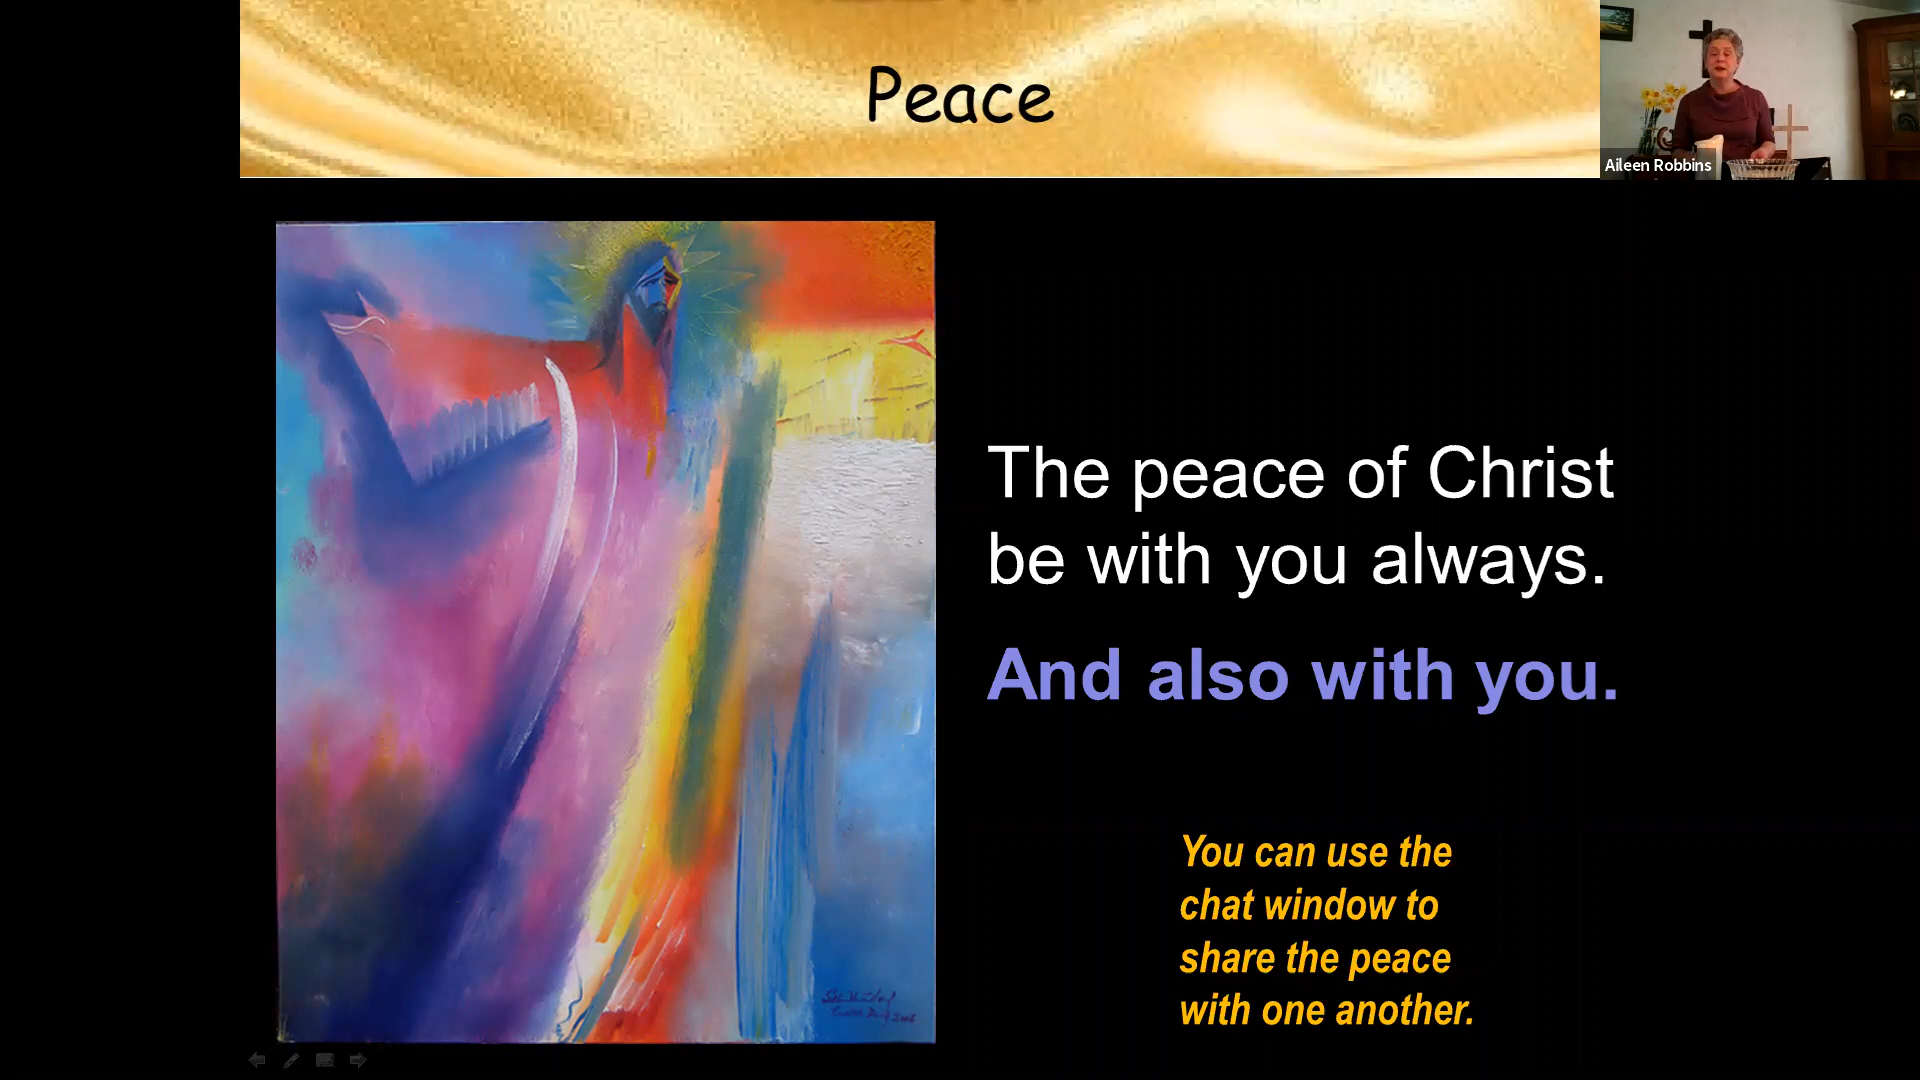 Peace
Aileen Robbins
The peace of Christ
be with you always.
And also with you.
You can use the
chat window to
share the peace
with one another.